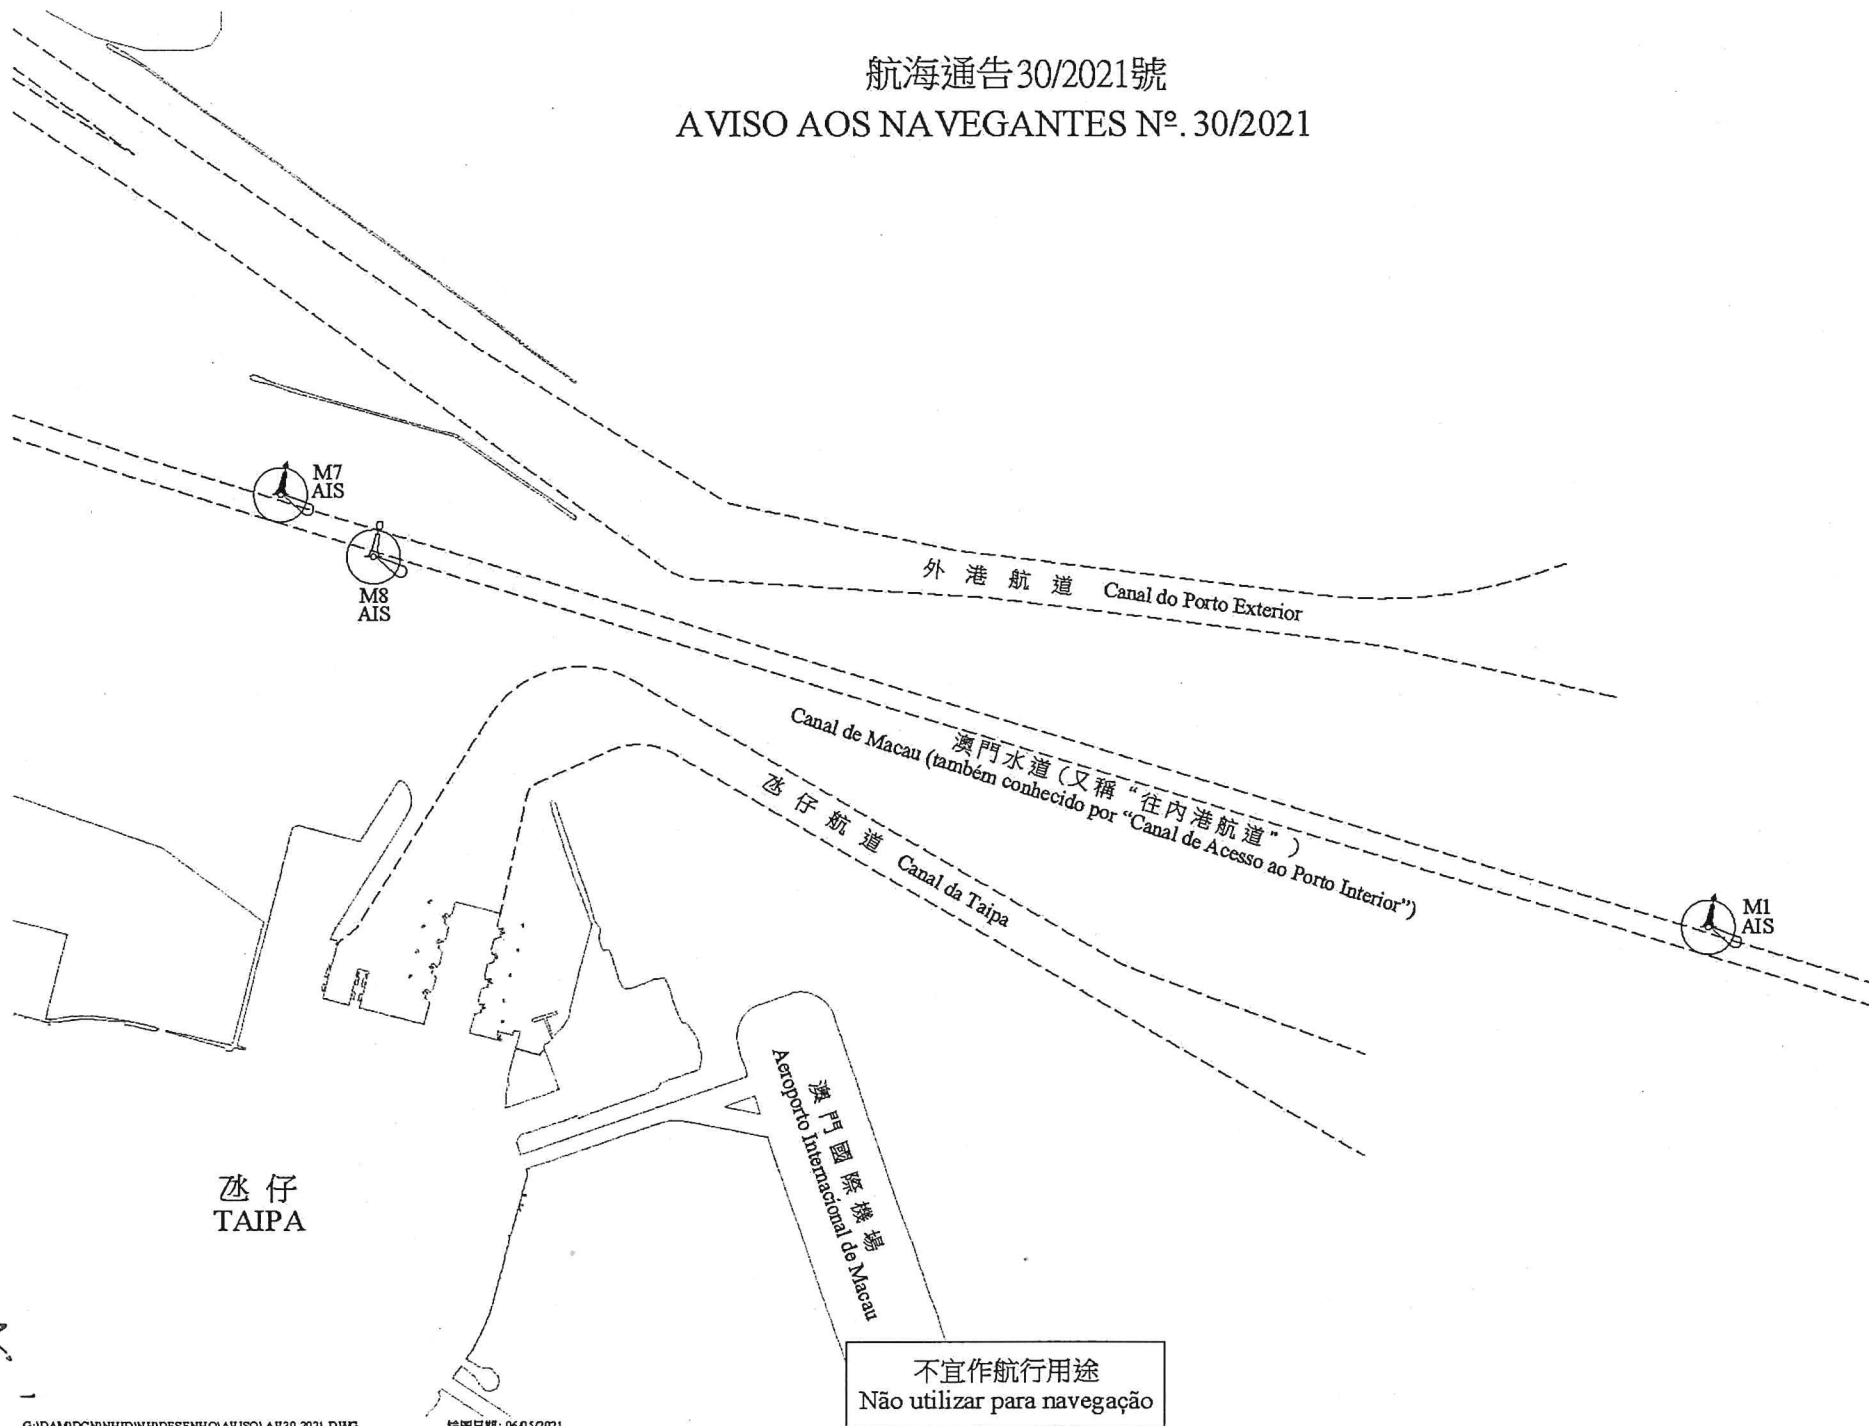 航海通告30/2021號
AVISO AOS NAVEGANTES Nº. 30/2021
M7
AIS
M8
AIS
外港航道 Canal do Porto Exterior
澳門水道(又稱“往內港航道”)
Canal de Macau (também conhecido por “Canal de Acesso ao Porto Interior”)
氹仔航道 Canal da Taipa
M1
AIS
澳門國際機場
Aeroporto Internacional de Macau
氹仔
TAIPA
不宜作航行用途
Não utilizar para navegação